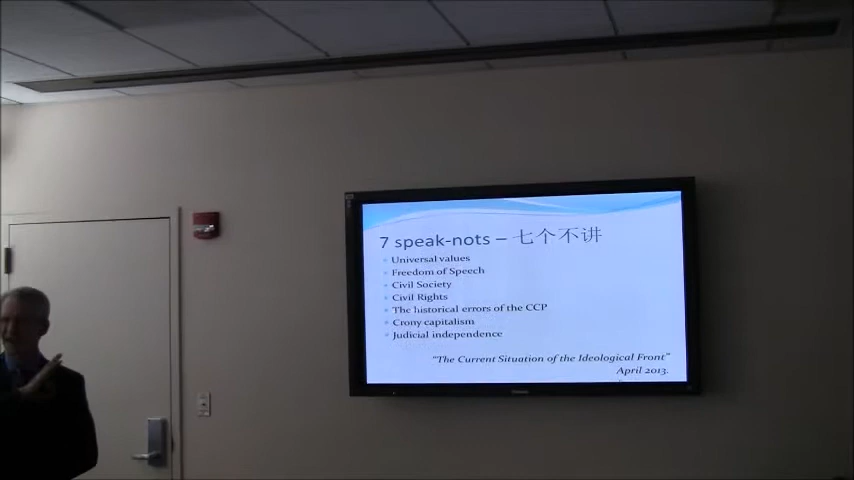 7 speak-nots – 七个不讲
Universal values
Freedom of Speech
Civil Society
Civil Rights
The historical errors of the CCP
Crony capitalism
Judicial independence
“The Current Situation of the Ideological Front”
April 2013.